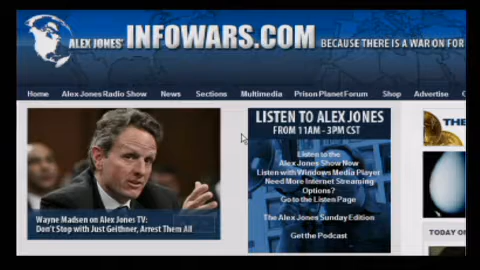 ALEX JONES' INFOWARS.COM BECAUSE THERE IS A WAR ON FOR
Home Alex Jones Radio Show News Sections Multimedia Prison Planet Forum Shop Advertise
LISTEN TO ALEX JONES
FROM 11AM - 3PM CST
Listen to the
Alex Jones Show Now
Listen with Windows Media Player
Need More Internet Streaming
Options?
Go to the Listen Page
The Alex Jones Sunday Edition
Get the Podcast
Wayne Madsen on Alex Jones TV:
Don't Stop with Just Geithner, Arrest Them All
THE
TODAY O